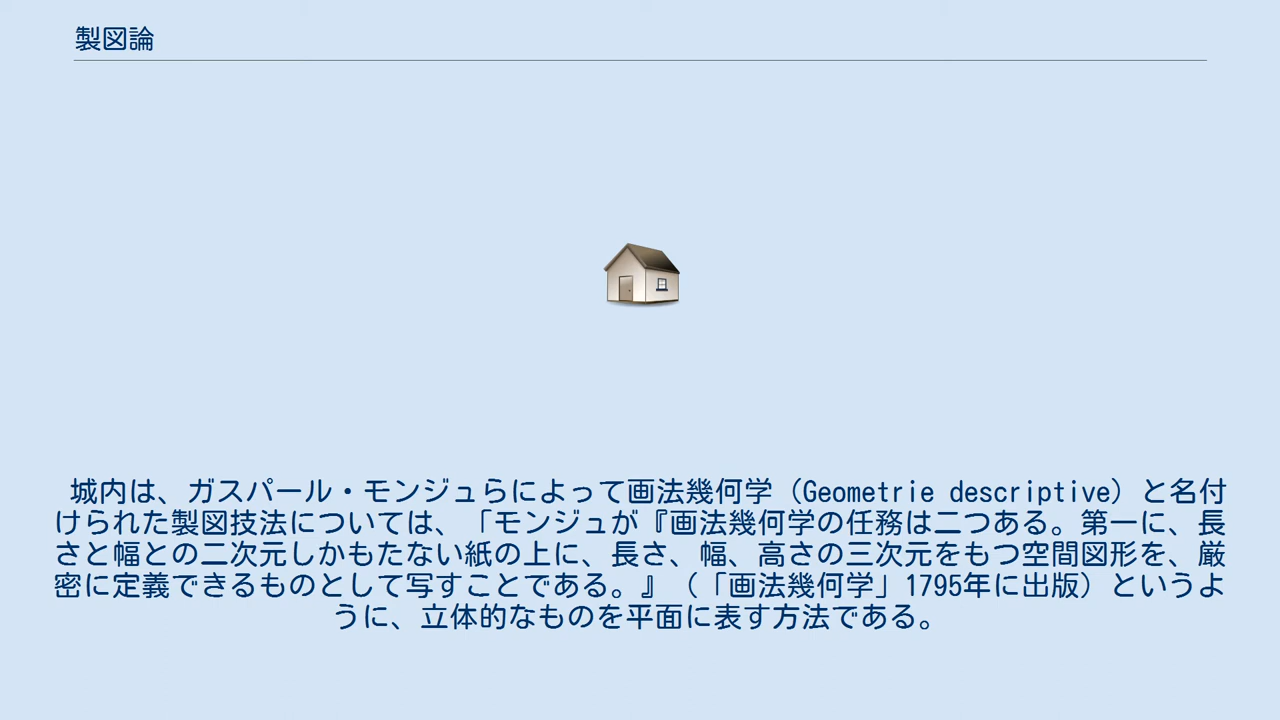 製図論
城内は、ガスパール・モンジュらによって画法幾何学（Geometrie descriptive）と名付
けられた製図技法については、「モンジュが『画法幾何学の任務は二つある。第一に、長
さと幅との二次元しかもたない紙の上に、長さ、幅、高さの三次元をもつ空間図形を、厳
密に定義できるものとして写すことである。』（「画法幾何学」1795年に出版）というよ
うに、立体的なものを平面に表す方法である。